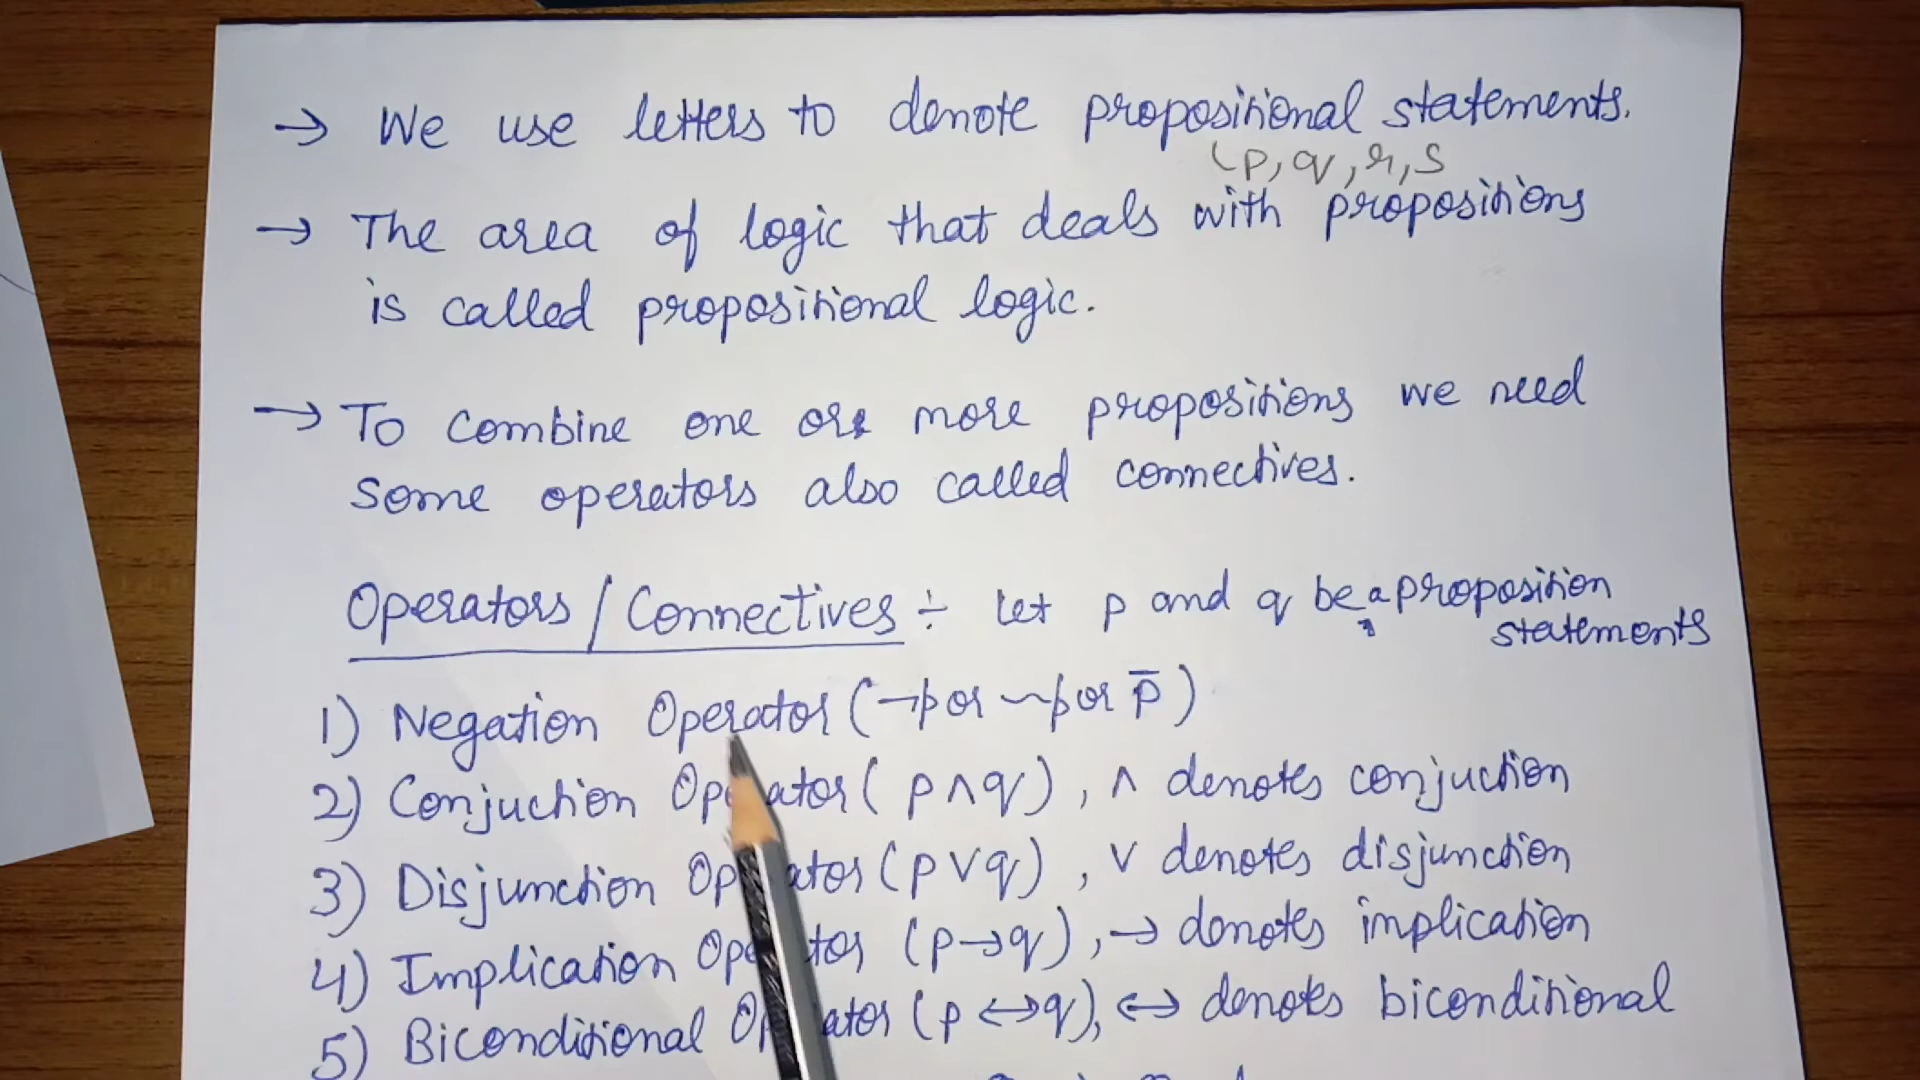 → We use letters to denote propositional statements.
(p, q, r, s
→ The area of logic that deals with propositions
is called propositional logic.
→ To combine one or more propositions we need
some operators also called connectives.
Operators / Connectives ÷ let p and q be a proposition
statements
1) Negation Operator (¬p or ~p or p̅)
2) Conjuction Operator (p ∧ q), ∧ denotes conjuction
3) Disjunction Operator (p ∨ q), ∨ denotes disjunction
4) Implication Operator (p → q), → denotes implication
5) Biconditional Operator (p ↔ q), ↔ denotes biconditional